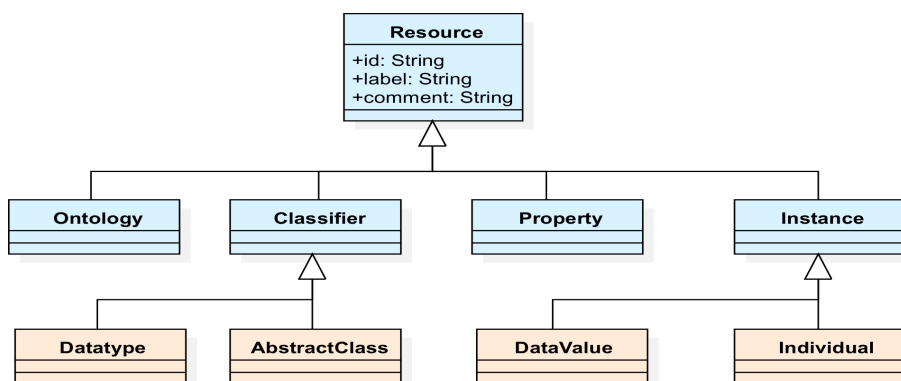 Resource
+id: String
+label: String
+comment: String
Ontology
Classifier
Property
Instance
Datatype
AbstractClass
DataValue
Individual